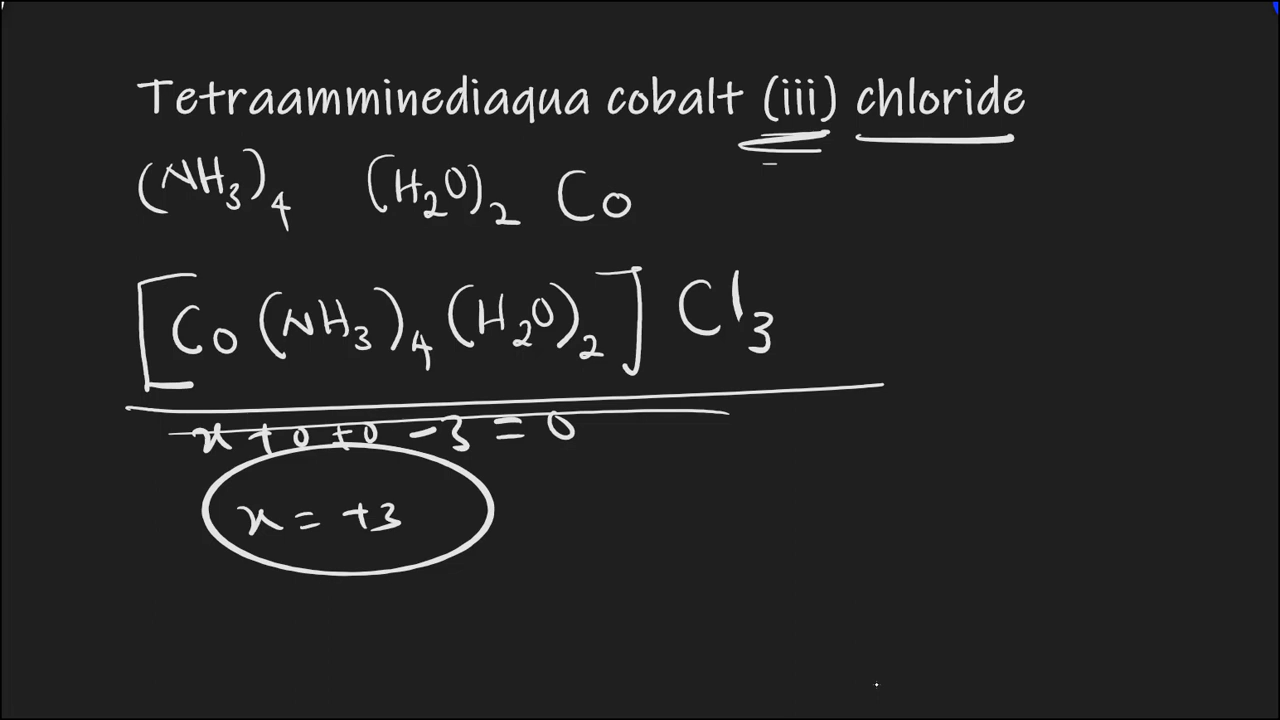 Tetraamminediaqua cobalt (iii) chloride
(NH₃)₄ (H₂O)₂ Co
[Co(NH₃)₄(H₂O)₂]Cl₃
x + 0 + 0 - 3 = 0
x = +3